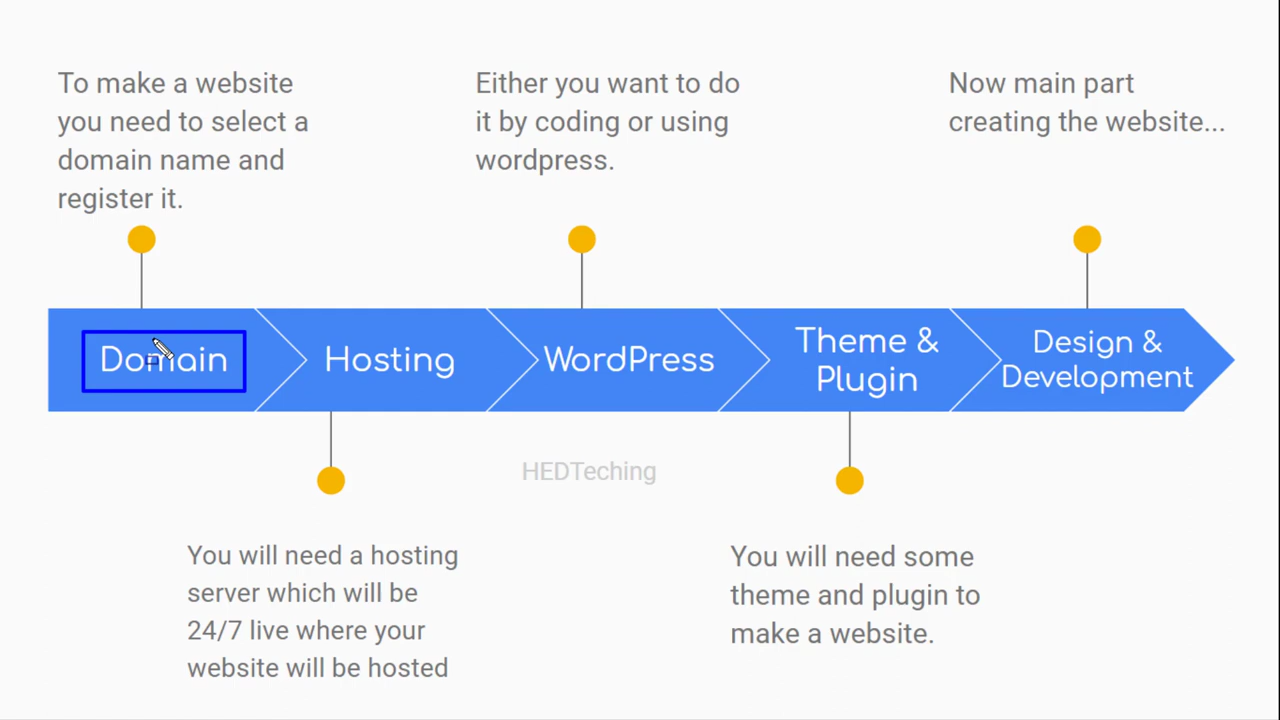 To make a website
you need to select a
domain name and
register it.
Either you want to do
it by coding or using
wordpress.
Now main part
creating the website...
Domain
Hosting
WordPress
Theme &
Plugin
Design &
Development
HEDTeching
You will need a hosting
server which will be
24/7 live where your
website will be hosted
You will need some
theme and plugin to
make a website.